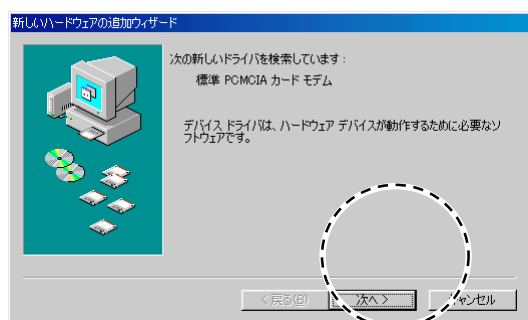 新しいハードウェアの追加ウィザード
次の新しいドライバを検索しています:
標準 PCMCIA カード モデム
デバイス ドライバは、ハードウェア デバイスが動作するために必要なソ
フトウェアです。
< 戻る(B) 次へ > キャンセル